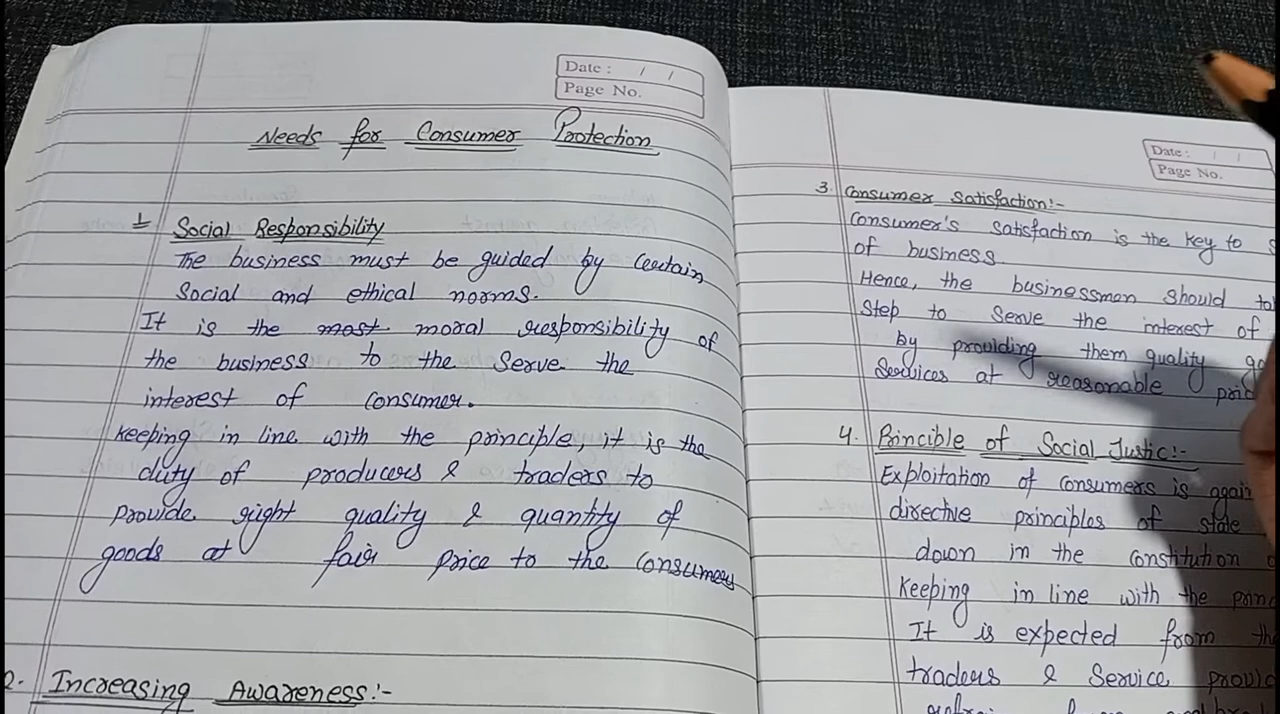 Date : / /
Page No.
Needs for Consumer Protection
1 Social Responsibility
The business must be guided by Certain
Social and ethical norms.
It is the most moral responsibility of
the business to the Serve the
interest of Consumer.
Keeping in line with the principle, it is the
duty of producers & traders to
Provide right quality & quantity of
goods at fair price to the Consumers
2. Increasing Awareness:-
Date : / /
Page No.
3. Consumer Satisfaction:-
Consumer's satisfaction is the key to
of business
Hence, the businessmen should
Step to Serve the interest of
by providing them quality
Services at reasonable
4. Principle of Social Justic:-
Exploitation of Consumers is
directive principles of state
down in the Constitution
Keeping in line with the
It is expected from
traders & Service